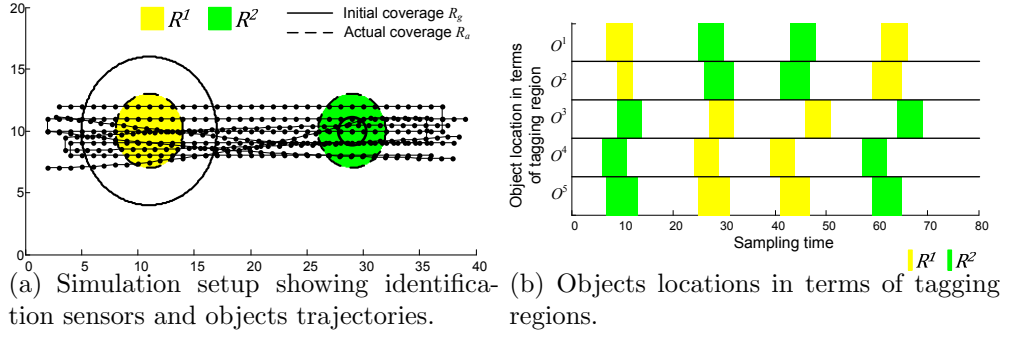 20
15
10
5
0
R¹ R² Initial coverage R_g
Actual coverage R_a
0 5 10 15 20 25 30 35 40
(a) Simulation setup showing identifica-
tion sensors and objects trajectories.
Object location in terms
of tagging region
O¹
O²
O³
O⁴
O⁵
0 10 20 30 40 50 60 70 80
Sampling time
R¹ R²
(b) Objects locations in terms of tagging
regions.